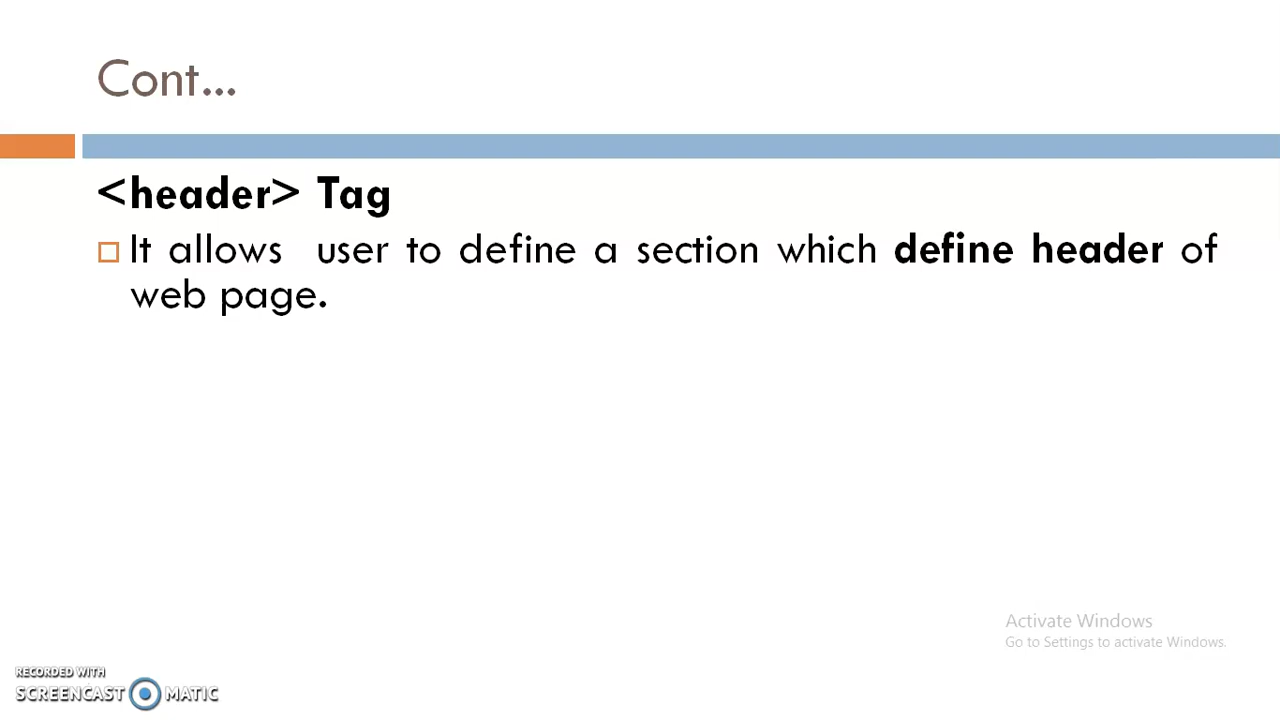 Cont...
<header> Tag
It allows user to define a section which define header of
web page.
Activate Windows
Go to Settings to activate Windows.
RECORDED WITH
SCREENCAST MATIC